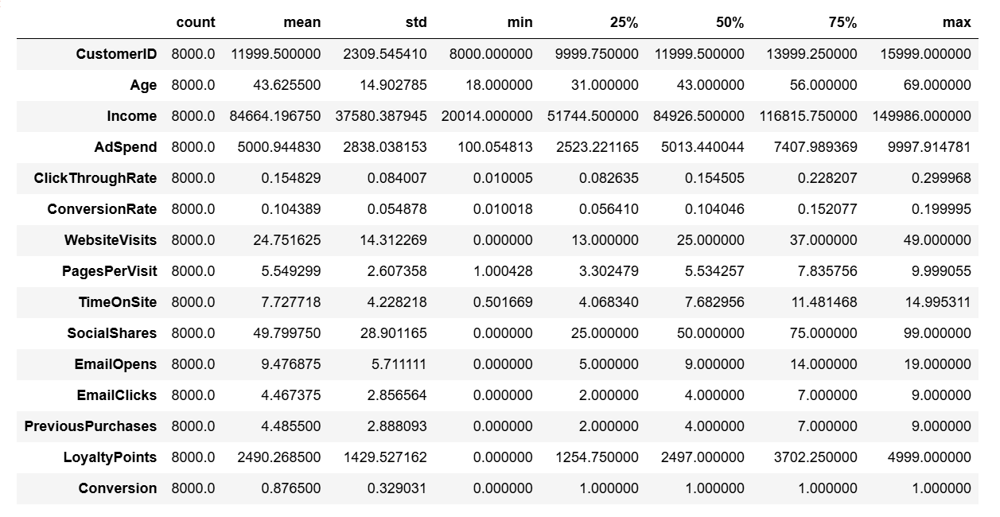 count mean std min 25% 50% 75% max
CustomerID 8000.0 11999.500000 2309.545410 8000.000000 9999.750000 11999.500000 13999.250000 15999.000000
Age 8000.0 43.625500 14.902785 18.000000 31.000000 43.000000 56.000000 69.000000
Income 8000.0 84664.196750 37580.387945 20014.000000 51744.500000 84926.500000 116815.750000 149986.000000
AdSpend 8000.0 5000.944830 2838.038153 100.054813 2523.221165 5013.440044 7407.989369 9997.914781
ClickThroughRate 8000.0 0.154829 0.084007 0.010005 0.082635 0.154505 0.228207 0.299968
ConversionRate 8000.0 0.104389 0.054878 0.010018 0.056410 0.104046 0.152077 0.199995
WebsiteVisits 8000.0 24.751625 14.312269 0.000000 13.000000 25.000000 37.000000 49.000000
PagesPerVisit 8000.0 5.549299 2.607358 1.000428 3.302479 5.534257 7.835756 9.999055
TimeOnSite 8000.0 7.727718 4.228218 0.501669 4.068340 7.682956 11.481468 14.995311
SocialShares 8000.0 49.799750 28.901165 0.000000 25.000000 50.000000 75.000000 99.000000
EmailOpens 8000.0 9.476875 5.711111 0.000000 5.000000 9.000000 14.000000 19.000000
EmailClicks 8000.0 4.467375 2.856564 0.000000 2.000000 4.000000 7.000000 9.000000
PreviousPurchases 8000.0 4.485500 2.888093 0.000000 2.000000 4.000000 7.000000 9.000000
LoyaltyPoints 8000.0 2490.268500 1429.527162 0.000000 1254.750000 2497.000000 3702.250000 4999.000000
Conversion 8000.0 0.876500 0.329031 0.000000 1.000000 1.000000 1.000000 1.000000